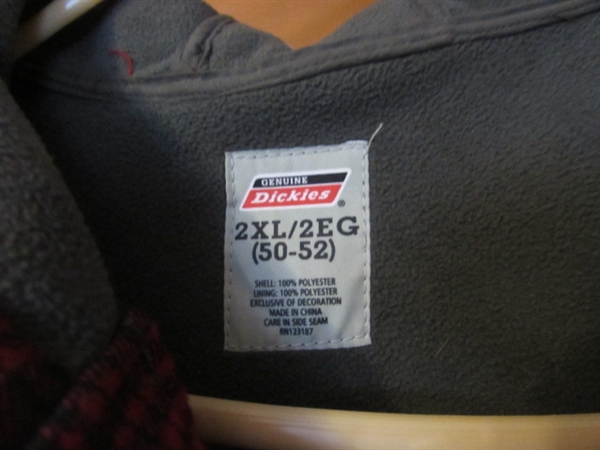 GENUINE
Dickies®
2XL/2EG
(50-52)
SHELL: 100% POLYESTER
LINING: 100% POLYESTER
EXCLUSIVE OF DECORATION
MADE IN CHINA
CARE IN SIDE SEAM
RN123187